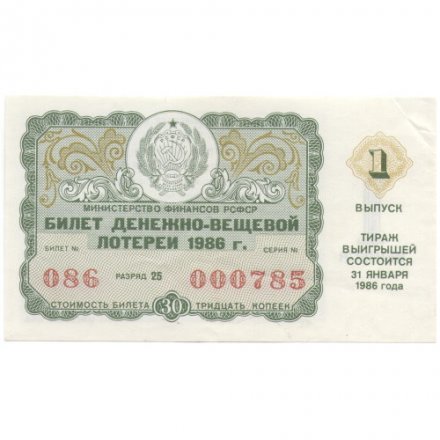 МИНИСТЕРСТВО ФИНАНСОВ РСФСР
БИЛЕТ ДЕНЕЖНО-ВЕЩЕВОЙ
ЛОТЕРЕИ 1986 г.
БИЛЕТ № СЕРИЯ №
086 РАЗРЯД 25 000785
СТОИМОСТЬ БИЛЕТА 30 ТРИДЦАТЬ КОПЕЕК
1
ВЫПУСК
ТИРАЖ
ВЫИГРЫШЕЙ
СОСТОИТСЯ
31 ЯНВАРЯ
1986 года